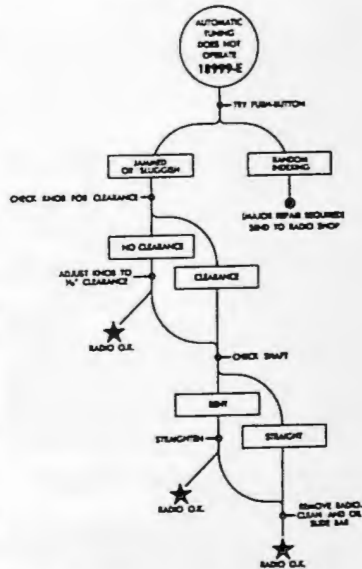 AUTOMATIC
TUNING
DOES NOT
OPERATE
18999-E
TRY PUSH-BUTTON
JAMMED
OR SLUGGISH
RANDOM
INDEXING
CHECK KNOB FOR CLEARANCE
(MAJOR REPAIR REQUIRED)
SEND TO RADIO SHOP
NO CLEARANCE
CLEARANCE
ADJUST KNOB TO
CLEARANCE
RADIO O.K.
CHECK SHAFT
BENT
STRAIGHT
STRAIGHTEN
RADIO O.K.
REMOVE RADIO,
CLEAN AND OIL
SLIDE BAR
RADIO O.K.